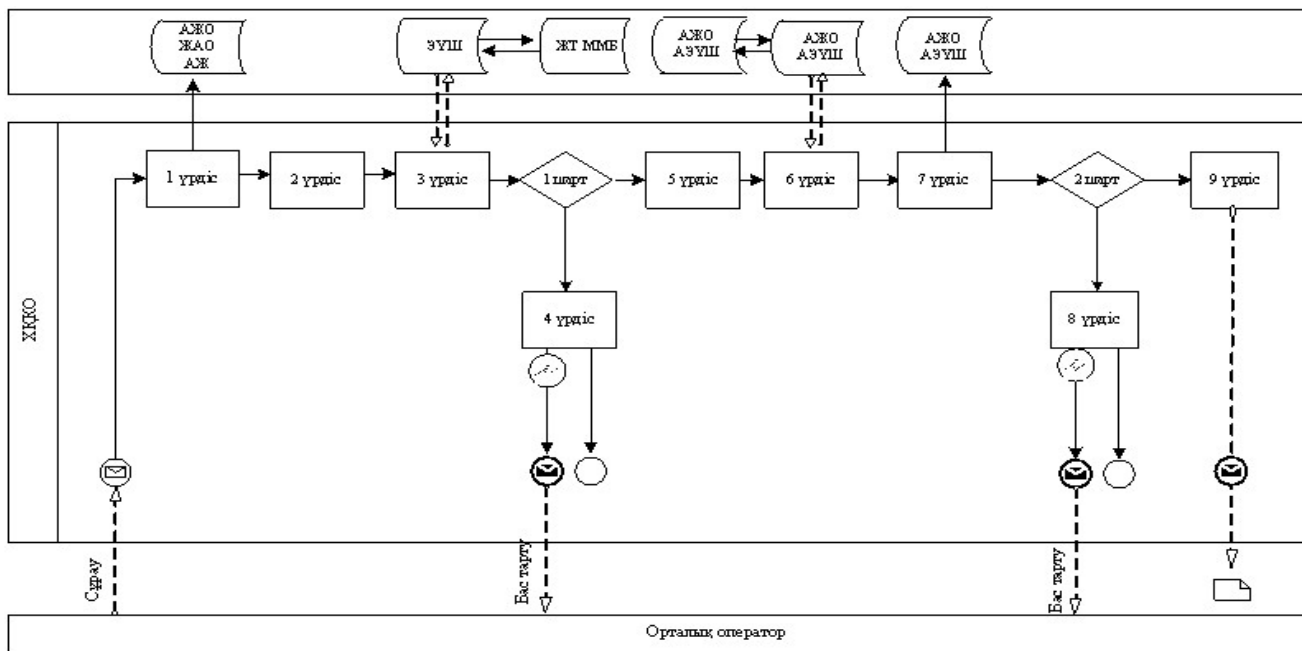 АЖО
ЖАО
АЖ
ЭҮШ
ЖТ ММБ
АЖО
АЭҮШ
АЖО
АЭҮШ
АЖО
АЭҮШ
ХҚКО
1 үрдіс
2 үрдіс
3 үрдіс
1 шарт
5 үрдіс
6 үрдіс
7 үрдіс
2 шарт
9 үрдіс
4 үрдіс
8 үрдіс
Сұрау
Бас тарту
Бас тарту
Орталық оператор